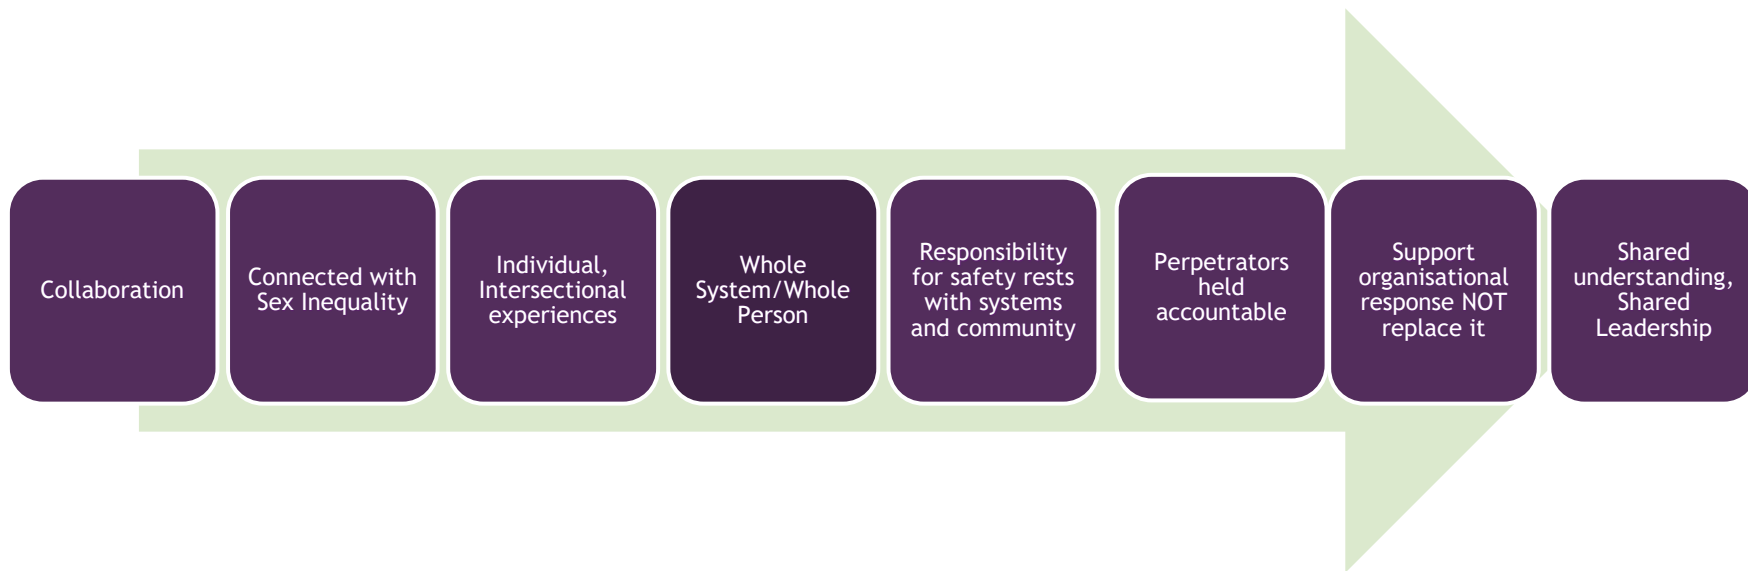 Collaboration
Connected with
Sex Inequality
Individual,
Intersectional
experiences
Whole
System/Whole
Person
Responsibility
for safety rests
with systems
and community
Perpetrators
held
accountable
Support
organisational
response NOT
replace it
Shared
understanding,
Shared
Leadership